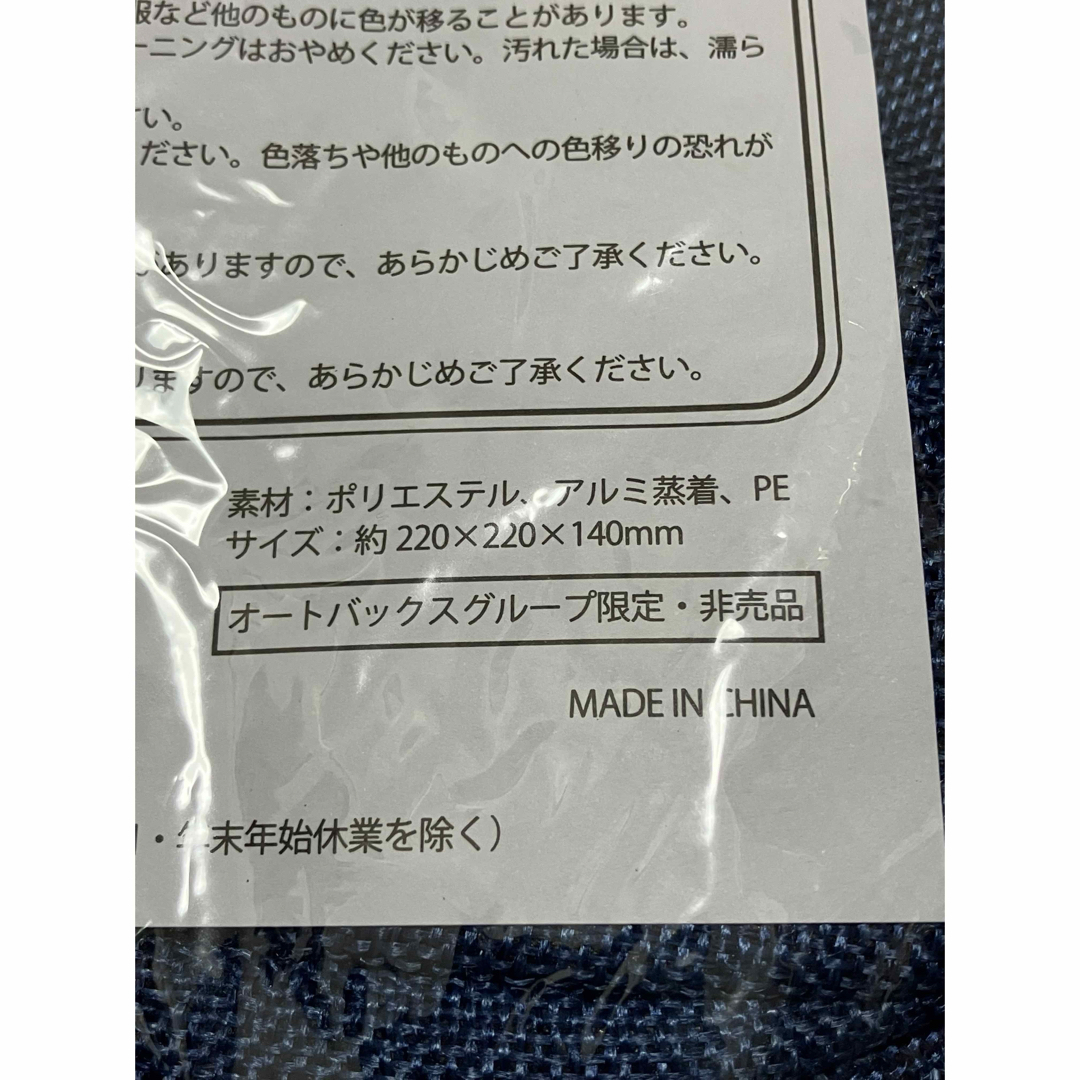 服など他のものに色が移ることがあります。
ーニングはおやめください。汚れた場合は、濡ら
い。
ださい。色落ちや他のものへの色移りの恐れが
がありますので、あらかじめご了承ください。
りますので、あらかじめご了承ください。
素材：ポリエステル、アルミ蒸着、PE
サイズ：約 220×220×140mm
オートバックスグループ限定・非売品
MADE IN CHINA
・年末年始休業を除く）